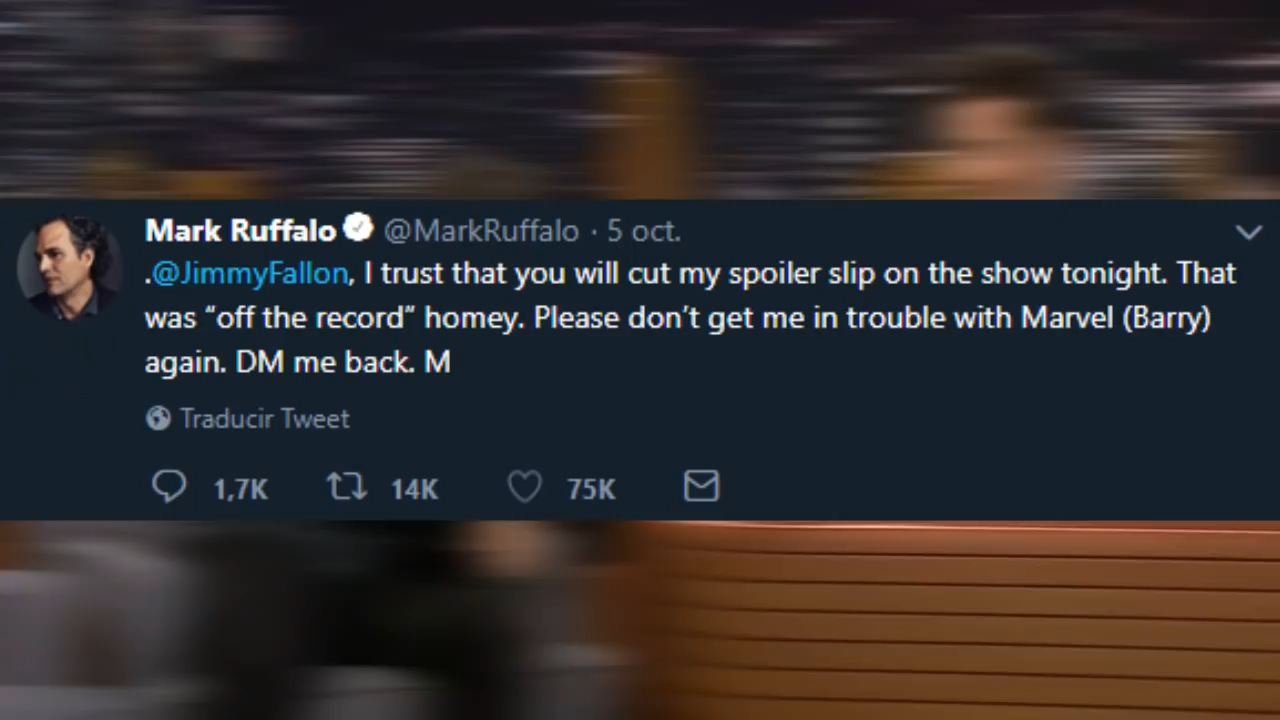 Mark Ruffalo @MarkRuffalo · 5 oct.
.@JimmyFallon, I trust that you will cut my spoiler slip on the show tonight. That
was “off the record” homey. Please don’t get me in trouble with Marvel (Barry)
again. DM me back. M
Traducir Tweet
1,7K 14K 75K